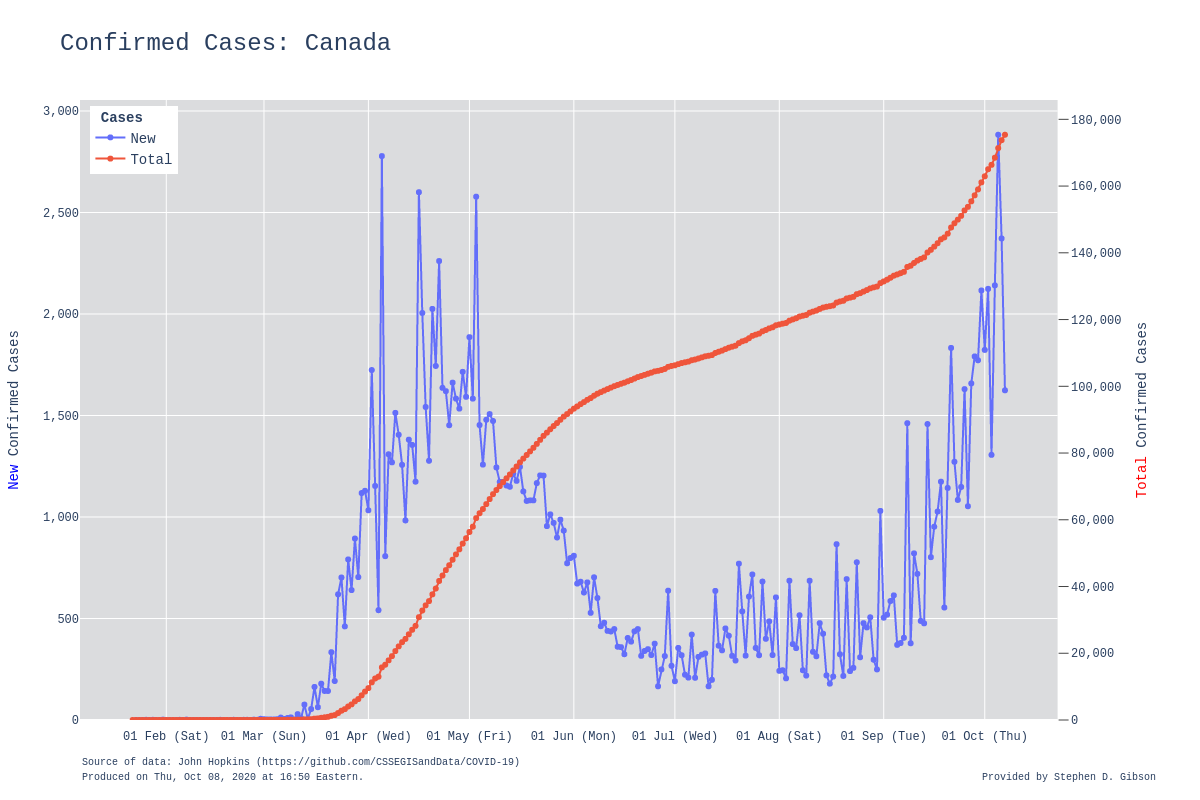 Confirmed Cases: Canada
Cases
New
Total
3,000
2,500
2,000
1,500
1,000
500
0
180,000
160,000
140,000
120,000
100,000
80,000
60,000
40,000
20,000
0
New Confirmed Cases
Total Confirmed Cases
01 Feb (Sat) 01 Mar (Sun) 01 Apr (Wed) 01 May (Fri) 01 Jun (Mon) 01 Jul (Wed) 01 Aug (Sat) 01 Sep (Tue) 01 Oct (Thu)
Source of data: John Hopkins (https://github.com/CSSEGISandData/COVID-19)
Produced on Thu, Oct 08, 2020 at 16:50 Eastern.
Provided by Stephen D. Gibson